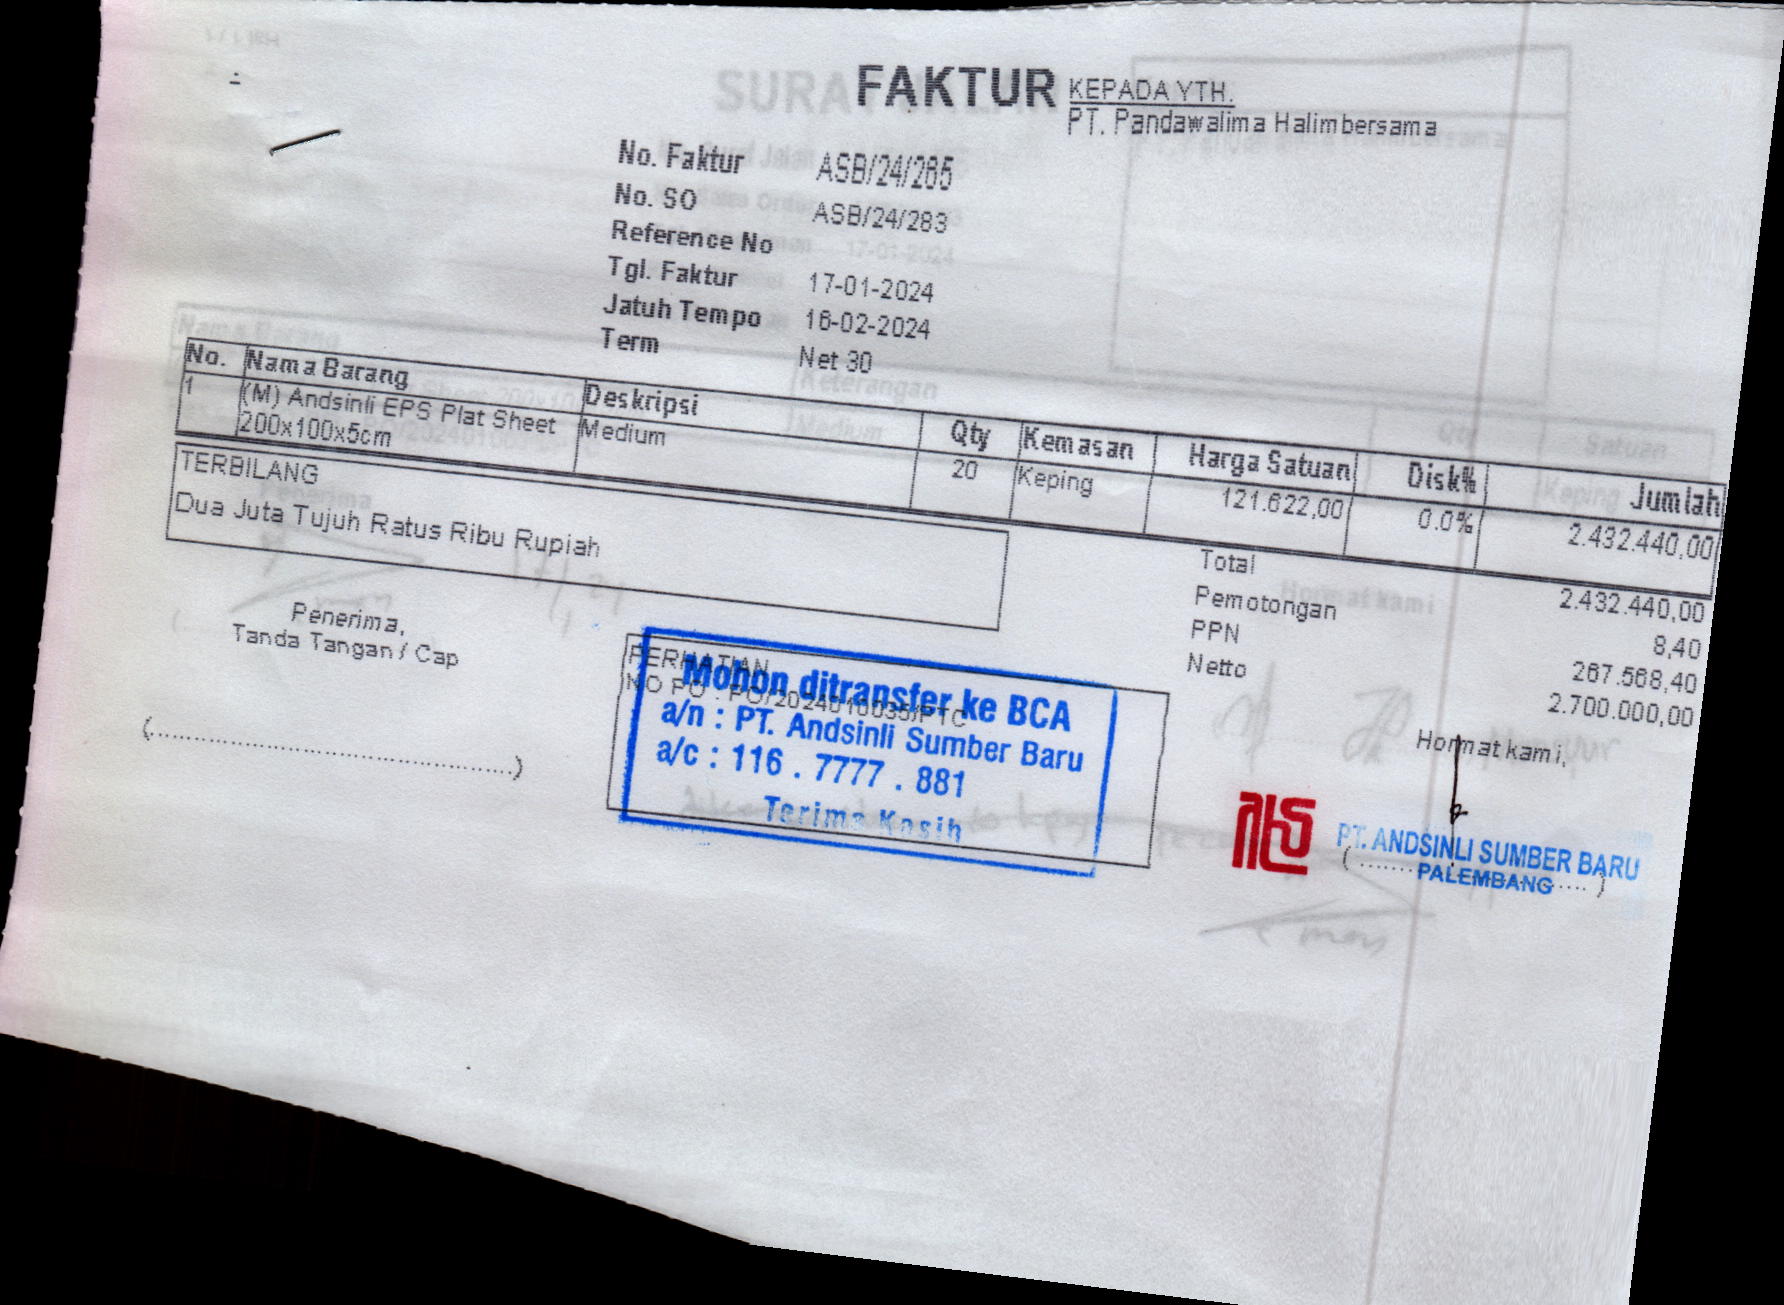 FAKTUR
KEPADA YTH.
PT. Pandawalima Halimbersama
No. Faktur ASB/24/285
No. SO ASB/24/283
Reference No
Tgl. Faktur 17-01-2024
Jatuh Tempo 16-02-2024
Term Net 30
No. Nama Barang Deskripsi Qty Kemasan Harga Satuan Disk% Jumlah
1 (M) Andsinli EPS Plat Sheet Medium 20 Keping 121.622,00 0.0% 2.432.440,00
200x100x5cm
TERBILANG
Dua Juta Tujuh Ratus Ribu Rupiah
Total 2.432.440,00
Pemotongan 8,40
PPN 267.568,40
Netto 2.700.000,00
Penerima,
Tanda Tangan / Cap
(........................................)
PERHATIAN
NO PO : PO/2024010035/PTC
Mohon ditransfer ke BCA
a/n : PT. Andsinli Sumber Baru
a/c : 116 . 7777 . 881
Terima Kasih
Hormat kami,
PT. ANDSINLI SUMBER BARU
PALEMBANG